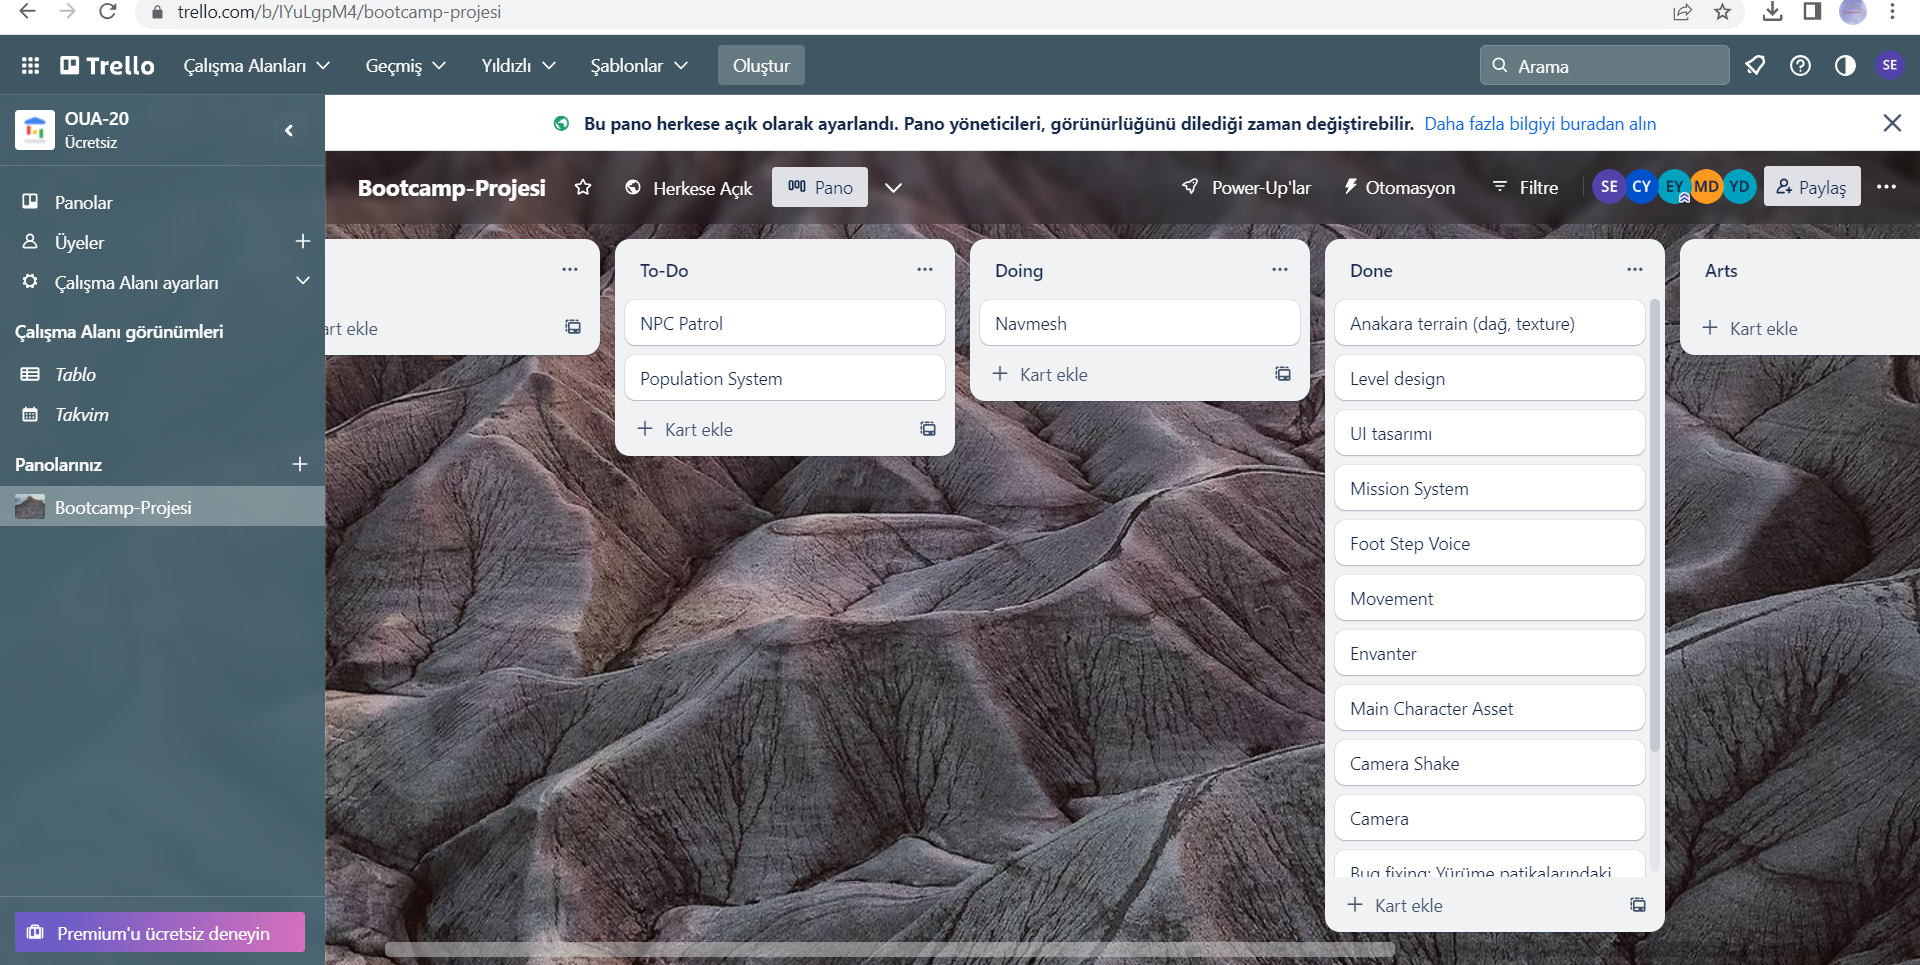 trello.com/b/IYuLgpM4/bootcamp-projesi
Trello
Çalışma Alanları
Geçmiş
Yıldızlı
Şablonlar
Oluştur
Arama
SE
OUA-20
Ücretsiz
Bu pano herkese açık olarak ayarlandı. Pano yöneticileri, görünürlüğünü dilediği zaman değiştirebilir. Daha fazla bilgiyi buradan alın
Bootcamp-Projesi
Herkese Açık
Pano
Power-Up'lar
Otomasyon
Filtre
SE
CY
EY
MD
YD
Paylaş
Panolar
Üyeler
Çalışma Alanı ayarları
Çalışma Alanı görünümleri
Tablo
Takvim
Panolarınız
Bootcamp-Projesi
Premium'u ücretsiz deneyin
art ekle
To-Do
NPC Patrol
Population System
Kart ekle
Doing
Navmesh
Kart ekle
Done
Anakara terrain (dağ, texture)
Level design
UI tasarımı
Mission System
Foot Step Voice
Movement
Envanter
Main Character Asset
Camera Shake
Camera
Bug fixing: Yürüme patikalarındaki
Kart ekle
Arts
Kart ekle